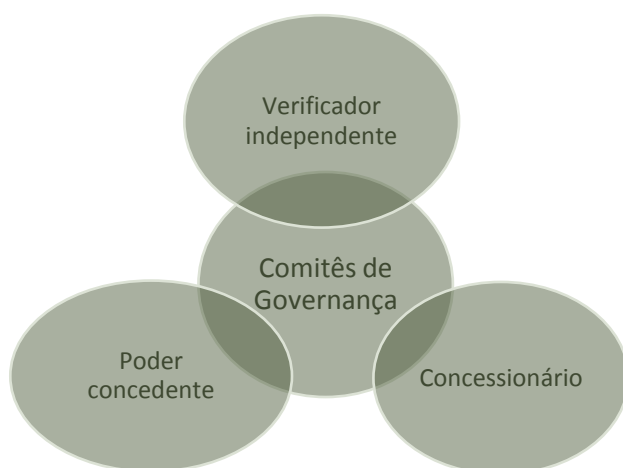 Verificador
independente
Comitês de
Governança
Poder
concedente
Concessionário